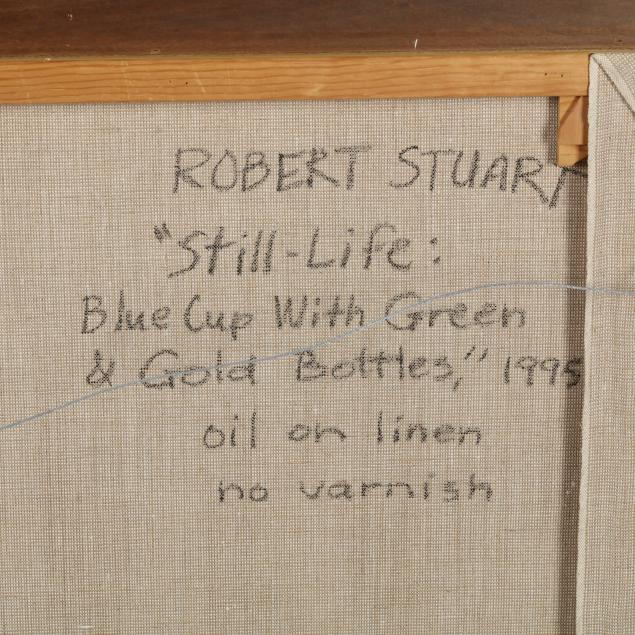 ROBERT STUART
"Still-Life:
Blue Cup With Green
& Gold Bottles," 1995
oil on linen
no varnish